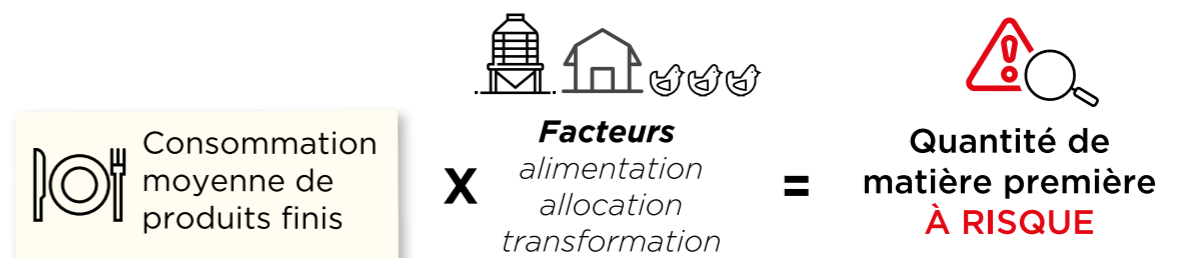 Consommation
moyenne de
produits finis
X
Facteurs
alimentation
allocation
transformation
=
Quantité de
matière première
À RISQUE